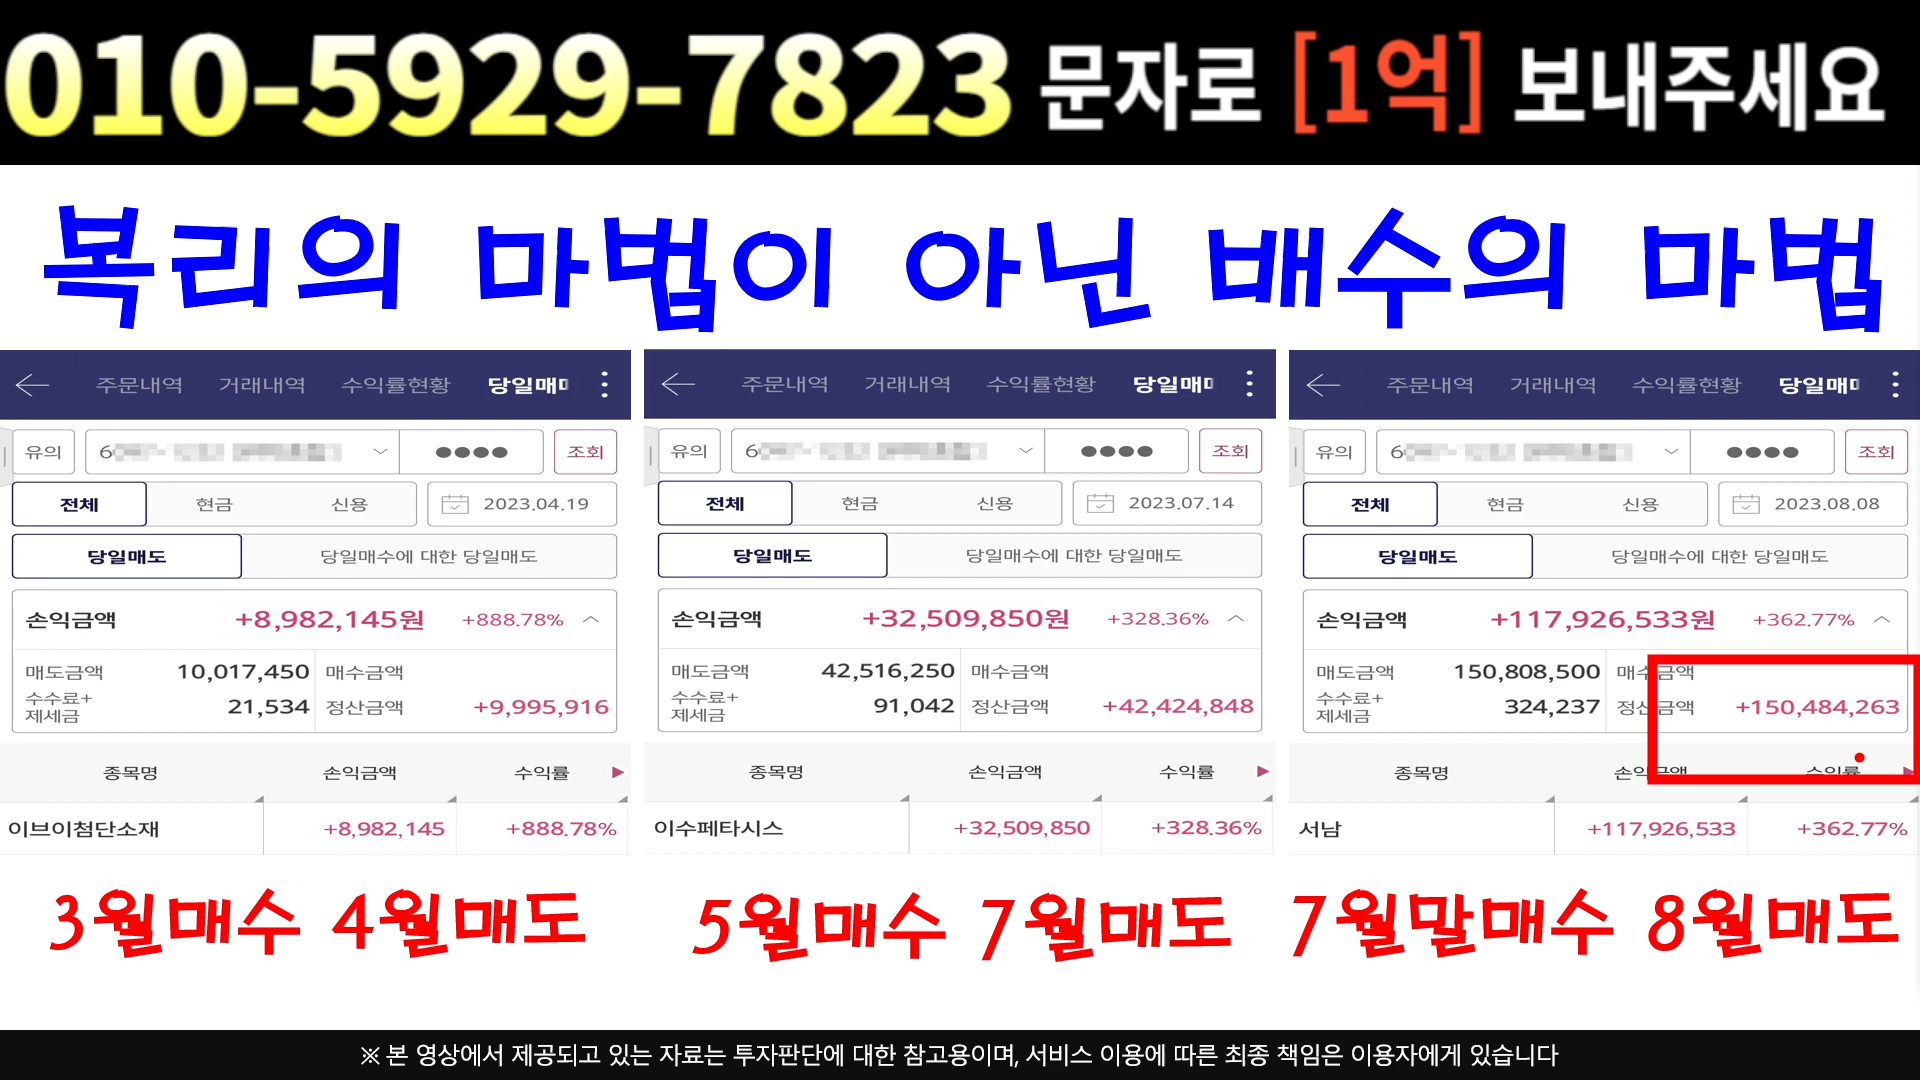 010-5929-7823 문자로 [1억] 보내주세요
복리의 마법이 아닌 배수의 마법
주문내역 거래내역 수익률현황 당일매
유의 6 ●●●● 조회
전체 현금 신용 2023.04.19
당일매도 당일매수에 대한 당일매도
손익금액 +8,982,145원 +888.78%
매도금액 10,017,450 매수금액
수수료+
제세금 21,534 정산금액 +9,995,916
종목명 손익금액 수익률
이브이첨단소재 +8,982,145 +888.78%
3월매수 4월매도
주문내역 거래내역 수익률현황 당일매
유의 6 ●●●● 조회
전체 현금 신용 2023.07.14
당일매도 당일매수에 대한 당일매도
손익금액 +32,509,850원 +328.36%
매도금액 42,516,250 매수금액
수수료+
제세금 91,042 정산금액 +42,424,848
종목명 손익금액 수익률
이수페타시스 +32,509,850 +328.36%
5월매수 7월매도
주문내역 거래내역 수익률현황 당일매
유의 6 ●●●● 조회
전체 현금 신용 2023.08.08
당일매도 당일매수에 대한 당일매도
손익금액 +117,926,533원 +362.77%
매도금액 150,808,500 매수금액
수수료+
제세금 324,237 정산금액 +150,484,263
종목명 손익금액 수익률
서남 +117,926,533 +362.77%
7월말매수 8월매도
※ 본 영상에서 제공되고 있는 자료는 투자판단에 대한 참고용이며, 서비스 이용에 따른 최종 책임은 이용자에게 있습니다